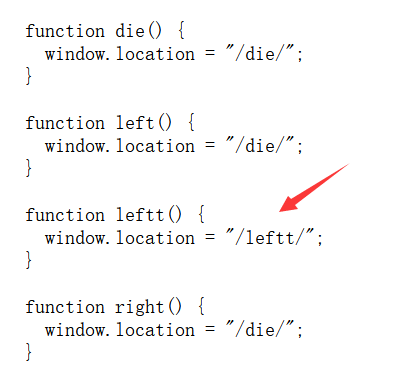 function die() {
  window.location = "/die/";
}

function left() {
  window.location = "/die/";
}

function leftt() {
  window.location = "/leftt/";
}

function right() {
  window.location = "/die/";
}